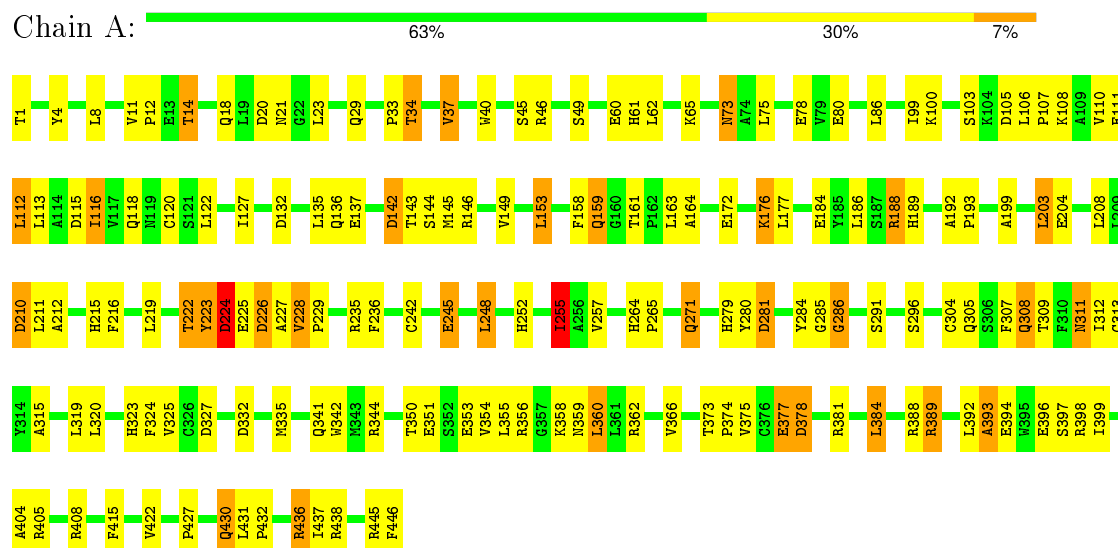 Chain A:
63% 30% 7%
T1 Y4 L8 V11 P12 E13 T14 Q18 L19 D20 N21 G22 L23 Q29 P33 T34 V37 W40 S45 R46 S49 E60 H61 L62 K65 N73 A74 L75 E78 V79 E80 L86 I99 K100 S103 K104 D105 L106 P107 K108 A109 V110
L112 L113 A114 D115 I116 V117 Q118 N119 C120 S121 L122 I127 D132 L135 Q136 E137 D142 T143 S144 M145 R146 V149 L153 F158 Q159 G160 T161 P162 L163 A164 E172 K176 L177 E184 Y185 L186 S187 R188 H189 A192 P193 A199 L203 E204 L208
D210 L211 A212 H215 F216 L219 T222 Y223 D224 E225 D226 A227 V228 P229 R235 F236 C242 E245 L248 H252 I255 A256 V257 H264 P265 Q271 H279 Y280 D281 Y284 G285 G286 S291 S296 C304 Q305 S306 F307 Q308 T309 F310 N311 I312
Y314 A315 L319 L320 H323 F324 V325 C326 D327 D332 M335 Q341 W342 M343 R344 T350 E351 S352 E353 V354 L355 R356 G357 K358 N359 L360 L361 R362 V366 T373 P374 V375 C376 E377 D378 R381 L384 R388 R389 L392 A393 E394 W395 E396 S397 R398 I399
A404 R405 R408 F415 V422 P427 Q430 L431 P432 R436 I437 R438 R445 F446